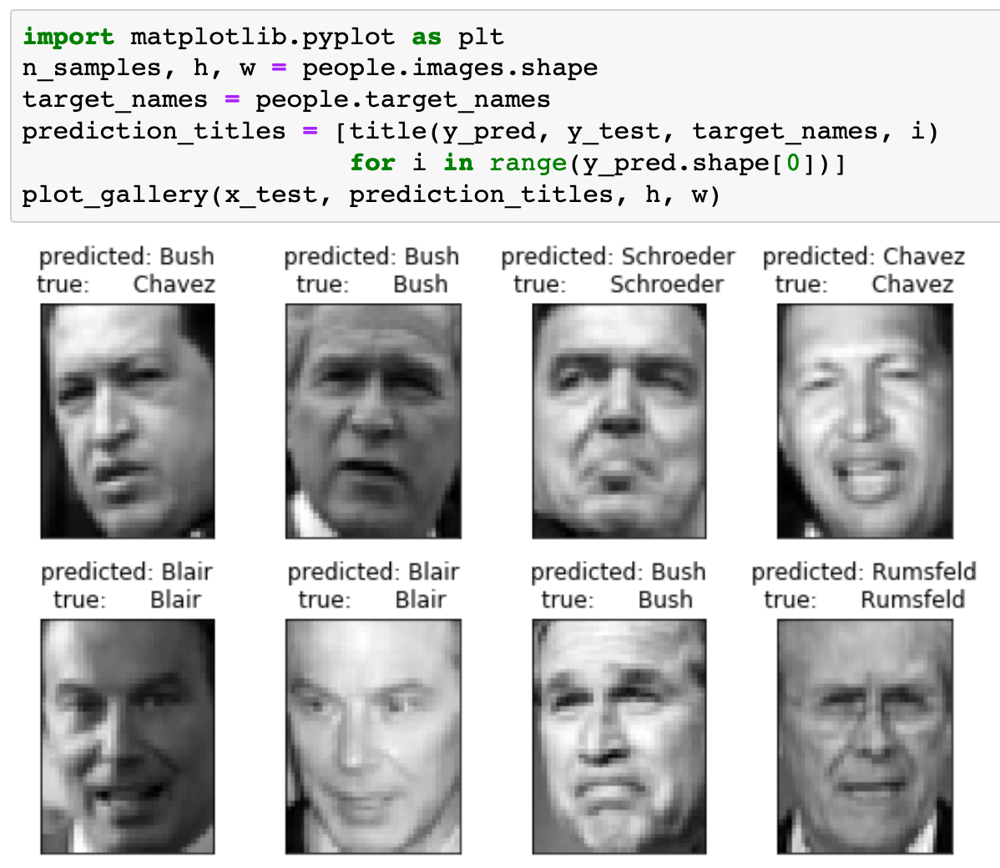 import matplotlib.pyplot as plt
n_samples, h, w = people.images.shape
target_names = people.target_names
prediction_titles = [title(y_pred, y_test, target_names, i)
for i in range(y_pred.shape[0])]
plot_gallery(x_test, prediction_titles, h, w)
predicted: Bush
true: Chavez
predicted: Bush
true: Bush
predicted: Schroeder
true: Schroeder
predicted: Chavez
true: Chavez
predicted: Blair
true: Blair
predicted: Blair
true: Blair
predicted: Bush
true: Bush
predicted: Rumsfeld
true: Rumsfeld